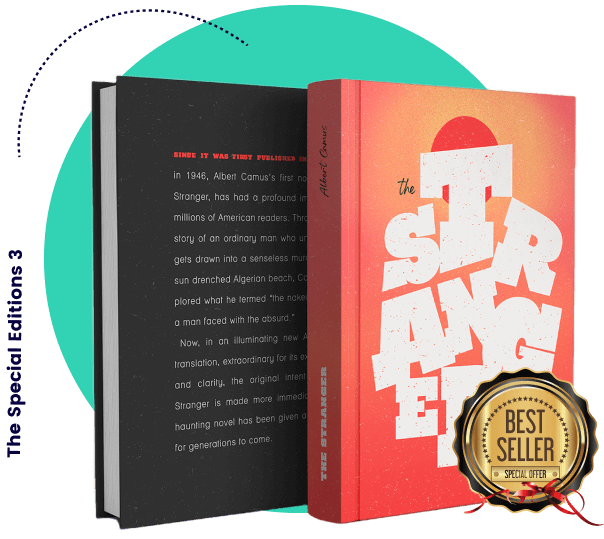 The Special Editions 3
SINCE IT WAS FIRST PUBLISHED IN
in 1946, Albert Camus's first no
Stranger, has had a profound im
millions of American readers. Thro
story of an ordinary man who un
gets drawn into a senseless mur
sun drenched Algerian beach, Ca
plored what he termed "the naked
a man faced with the absurd."
Now, in an illuminating new A
translation, extraordinary for its ex
and clarity, the original intent
Stranger is made more immedi
haunting novel has been given a
for generations to come.
Albert Camus
THE STRANGER
the
STR
ANG
E
BEST
SELLER
SPECIAL OFFER